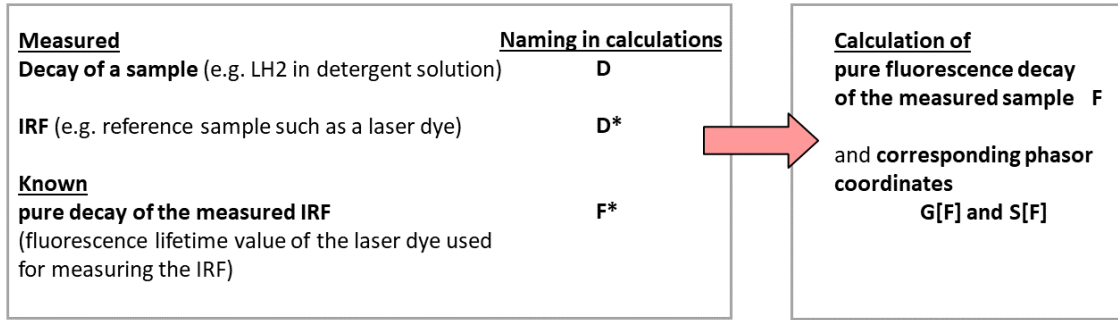 Measured Naming in calculations
Decay of a sample (e.g. LH2 in detergent solution) D
IRF (e.g. reference sample such as a laser dye) D*
Known
pure decay of the measured IRF F*
(fluorescence lifetime value of the laser dye used
for measuring the IRF)
Calculation of
pure fluorescence decay
of the measured sample F
and corresponding phasor
coordinates
G[F] and S[F]